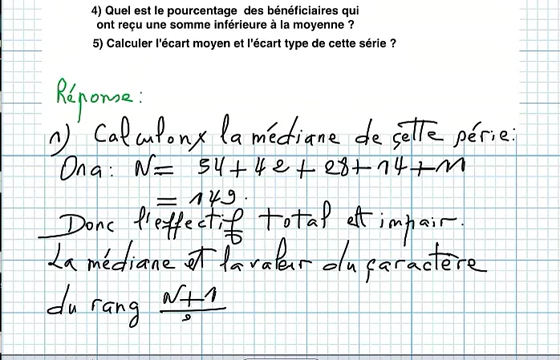 4) Quel est le pourcentage des bénéficiaires qui
ont reçu une somme inférieure à la moyenne ?
5) Calculer l'écart moyen et l'écart type de cette série ?
Réponse:
1) Calculons la médiane de cette série:
On a: N = 54+42+28+14+11
= 149.
Donc l'effectif total est impair.
La médiane est la valeur du caractère
du rang (N+1)/2